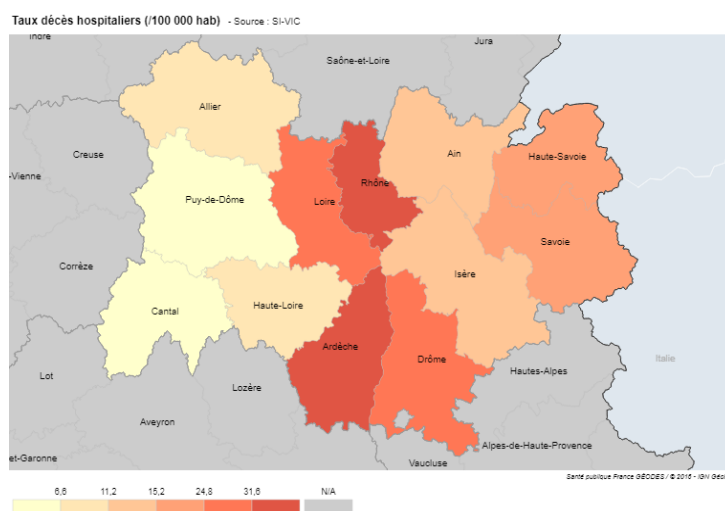 Taux décès hospitaliers (/100 000 hab) - Source : SI-VIC
Indre
Jura
Saône-et-Loire
Allier
Creuse
Ain
Haute-Savoie
-Vienne
Rhône
Puy-de-Dôme
Loire
Savoie
Corrèze
Isère
Haute-Loire
Cantal
Ardèche
Drôme
Italie
Hautes-Alpes
Lot
Lozère
Aveyron
Alpes-de-Haute-Provence
et-Garonne
Vaucluse
Santé publique France GÉODES / © 2016 - IGN Géo
6,6 11,2 15,2 24,8 31,6 N/A